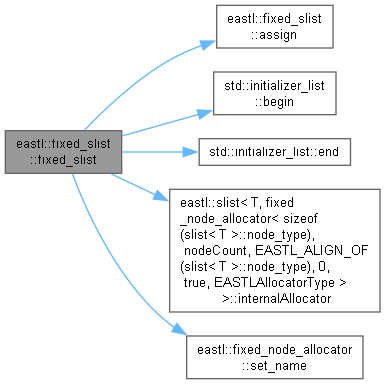 eastl::fixed_slist
::fixed_slist
eastl::fixed_slist
::assign
std::initializer_list
::begin
std::initializer_list::end
eastl::slist< T, fixed
_node_allocator< sizeof
(slist< T >::node_type),
nodeCount, EASTL_ALIGN_OF
(slist< T >::node_type), 0,
true, EASTLAllocatorType >
>::internalAllocator
eastl::fixed_node_allocator
::set_name